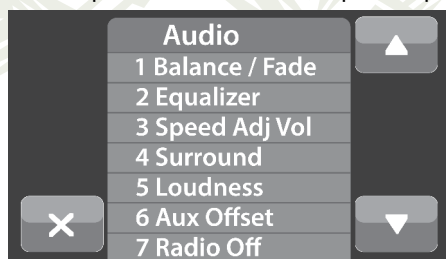 Audio
1 Balance / Fade
2 Equalizer
3 Speed Adj Vol
4 Surround
5 Loudness
6 Aux Offset
7 Radio Off